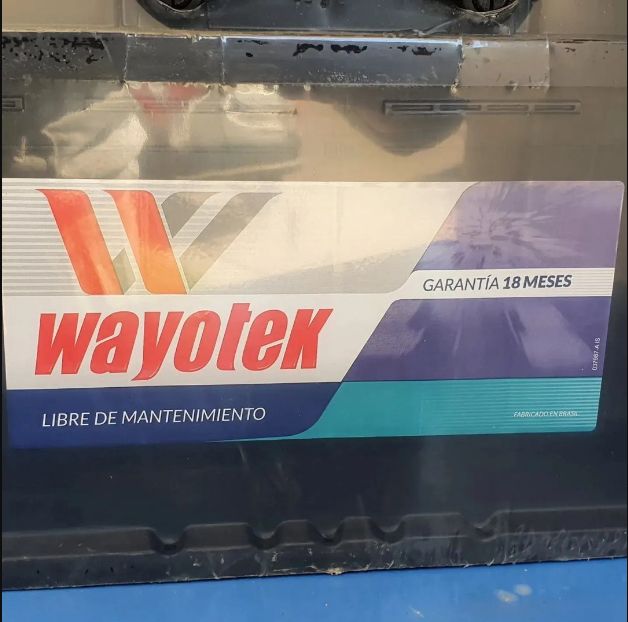 GARANTÍA 18 MESES
wayotek
LIBRE DE MANTENIMIENTO
FABRICADO EN BRASIL